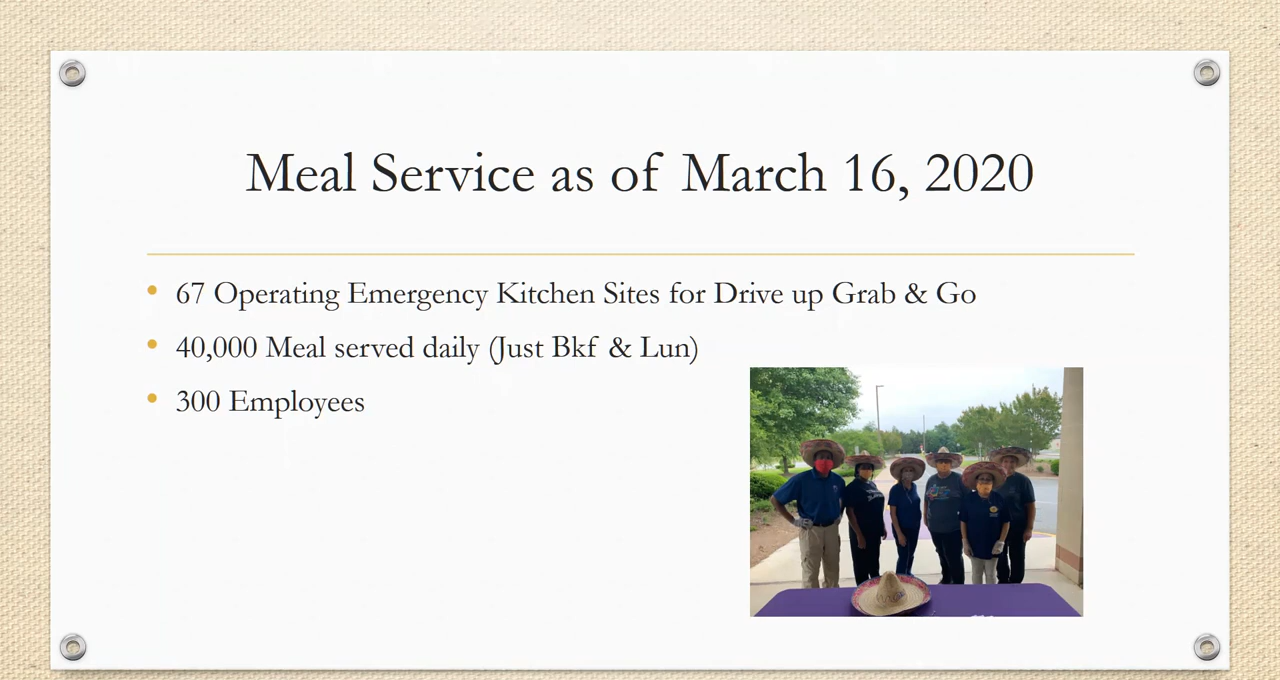 Meal Service as of March 16, 2020
67 Operating Emergency Kitchen Sites for Drive up Grab & Go
40,000 Meal served daily (Just Bkf & Lun)
300 Employees